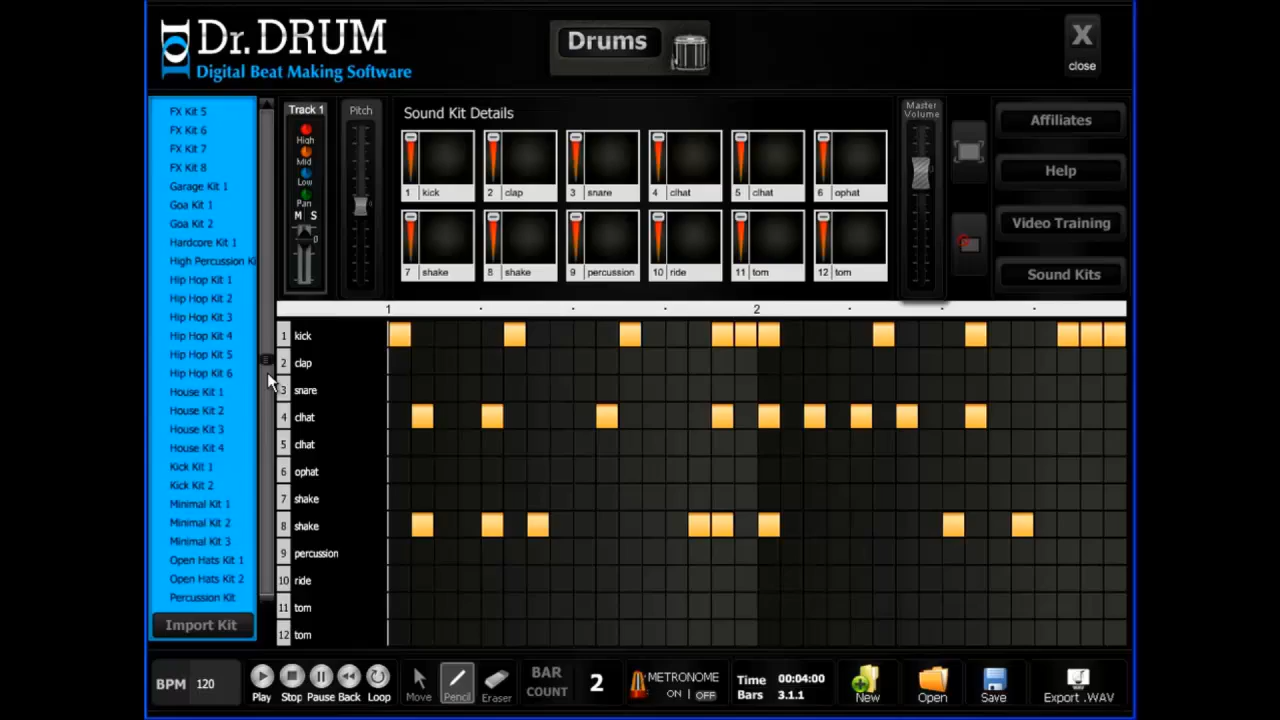 Dr.DRUM
Digital Beat Making Software
Drums
X
close
FX Kit 5
FX Kit 6
FX Kit 7
FX Kit 8
Garage Kit 1
Goa Kit 1
Goa Kit 2
Hardcore Kit 1
High Percussion Ki
Hip Hop Kit 1
Hip Hop Kit 2
Hip Hop Kit 3
Hip Hop Kit 4
Hip Hop Kit 5
Hip Hop Kit 6
House Kit 1
House Kit 2
House Kit 3
House Kit 4
Kick Kit 1
Kick Kit 2
Minimal Kit 1
Minimal Kit 2
Minimal Kit 3
Open Hats Kit 1
Open Hats Kit 2
Percussion Kit
Import Kit
Track 1
High
Mid
Low
Pan
M S
0
Pitch
Sound Kit Details
1 kick
2 clap
3 snare
4 clhat
5 clhat
6 ophat
7 shake
8 shake
9 percussion
10 ride
11 tom
12 tom
Master
Volume
Affiliates
Help
Video Training
Sound Kits
1 2
1 kick
2 clap
3 snare
4 clhat
5 clhat
6 ophat
7 shake
8 shake
9 percussion
10 ride
11 tom
12 tom
BPM 120
Play Stop Pause Back Loop
Move Pencil Eraser
BAR
COUNT
2
METRONOME
ON | OFF
Time 00:04:00
Bars 3.1.1
New Open Save Export .WAV